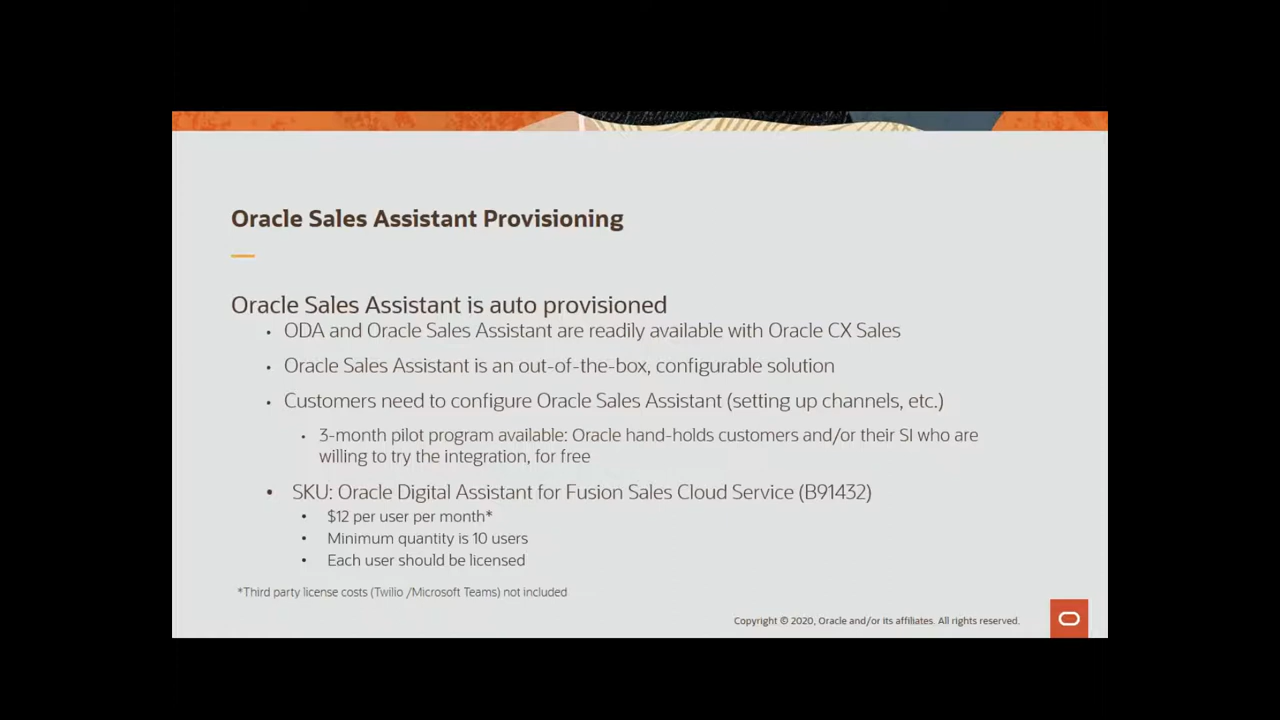 Oracle Sales Assistant Provisioning
Oracle Sales Assistant is auto provisioned
• ODA and Oracle Sales Assistant are readily available with Oracle CX Sales
• Oracle Sales Assistant is an out-of-the-box, configurable solution
• Customers need to configure Oracle Sales Assistant (setting up channels, etc.)
• 3-month pilot program available: Oracle hand-holds customers and/or their SI who are
willing to try the integration, for free
• SKU: Oracle Digital Assistant for Fusion Sales Cloud Service (B91432)
• $12 per user per month*
• Minimum quantity is 10 users
• Each user should be licensed
*Third party license costs (Twilio /Microsoft Teams) not included
Copyright © 2020, Oracle and/or its affiliates. All rights reserved.